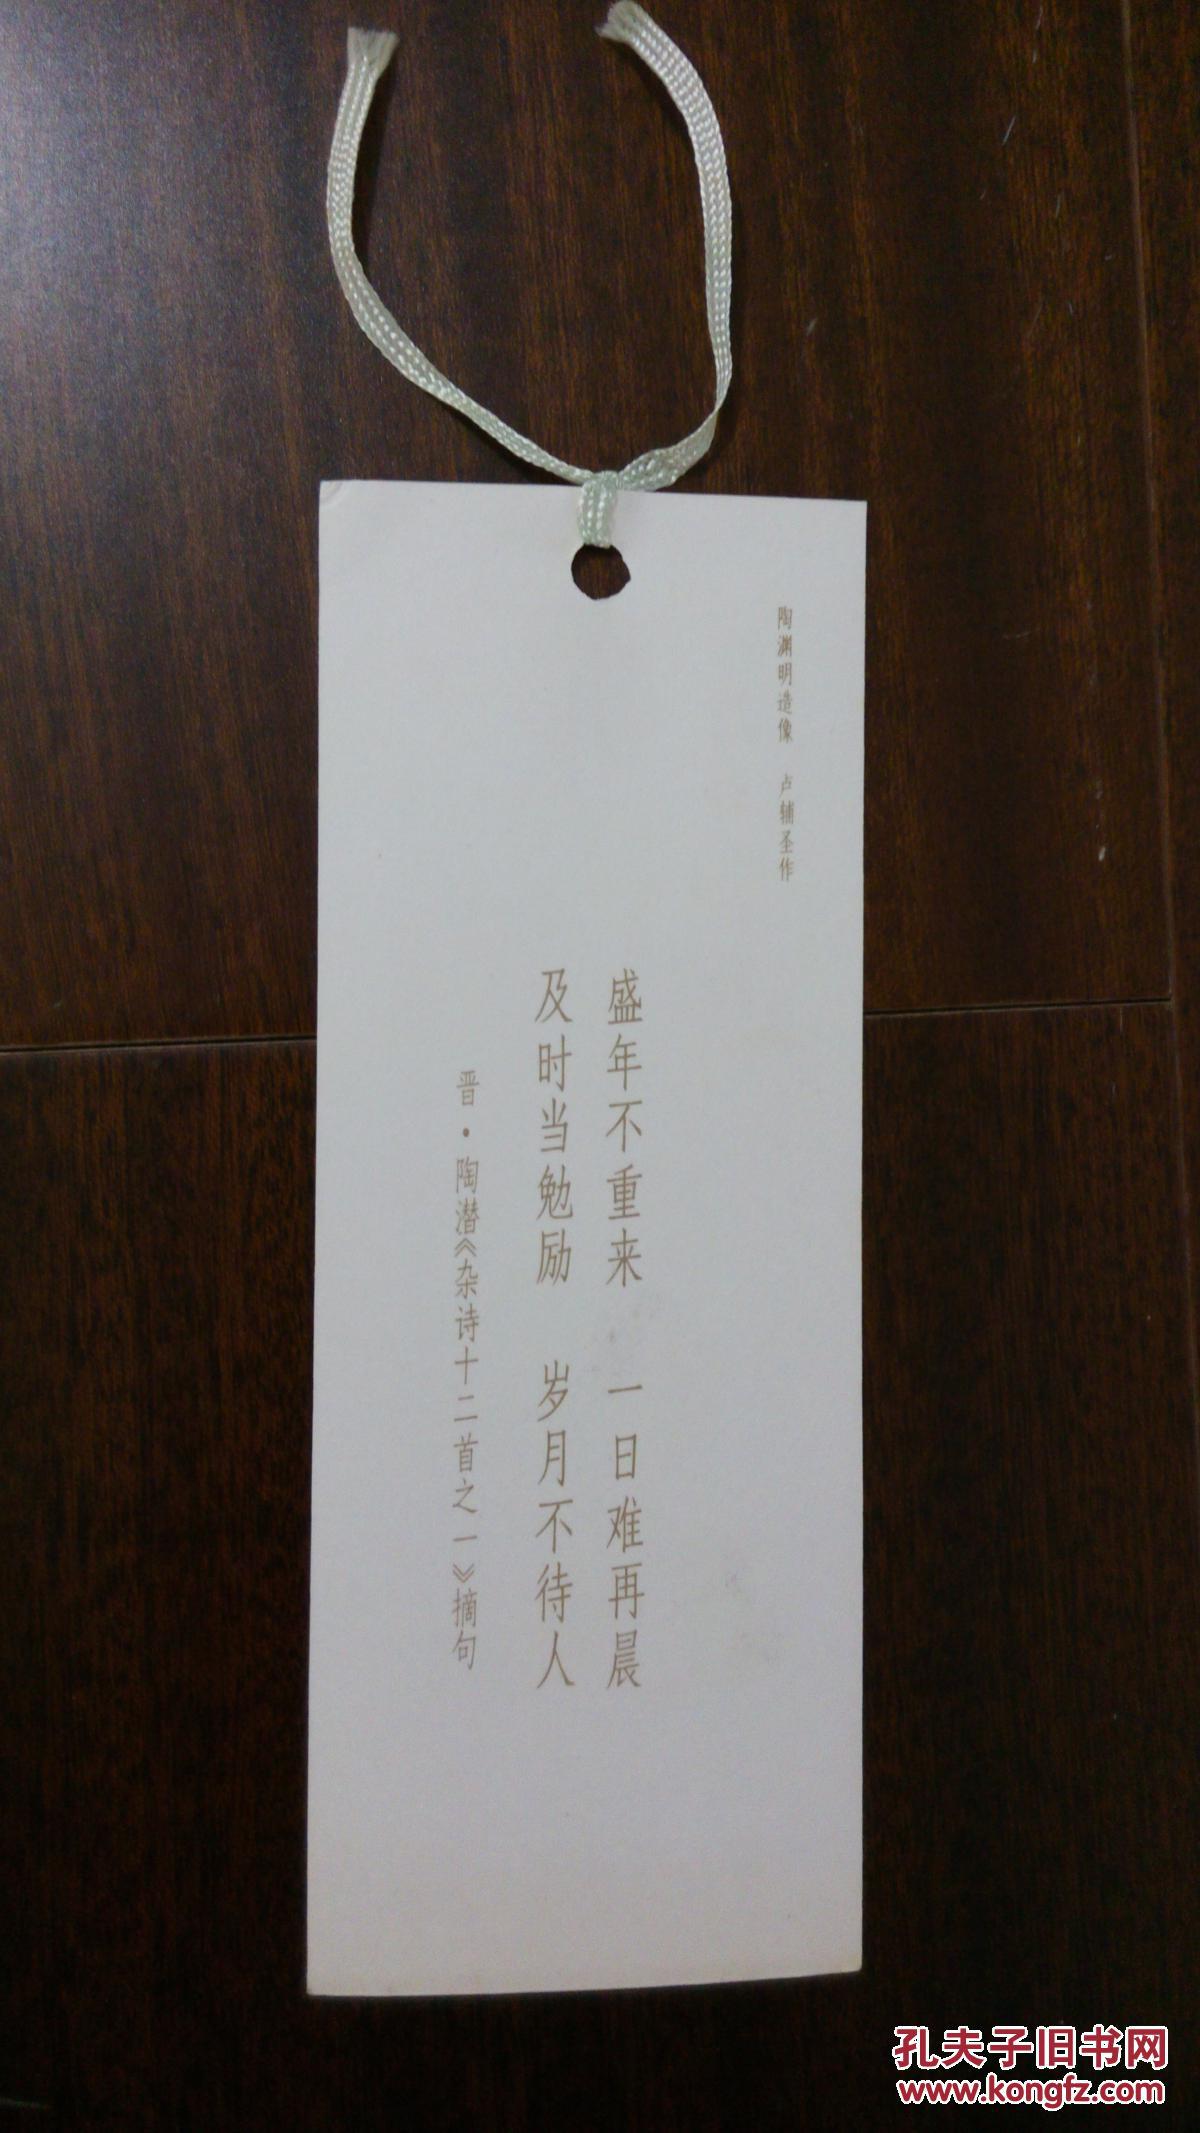 陶渊明造像 卢辅圣作
盛年不重来 一日难再晨
及时当勉励 岁月不待人
晋·陶潜《杂诗十二首之一》摘句
孔夫子旧书网
www.kongfz.com